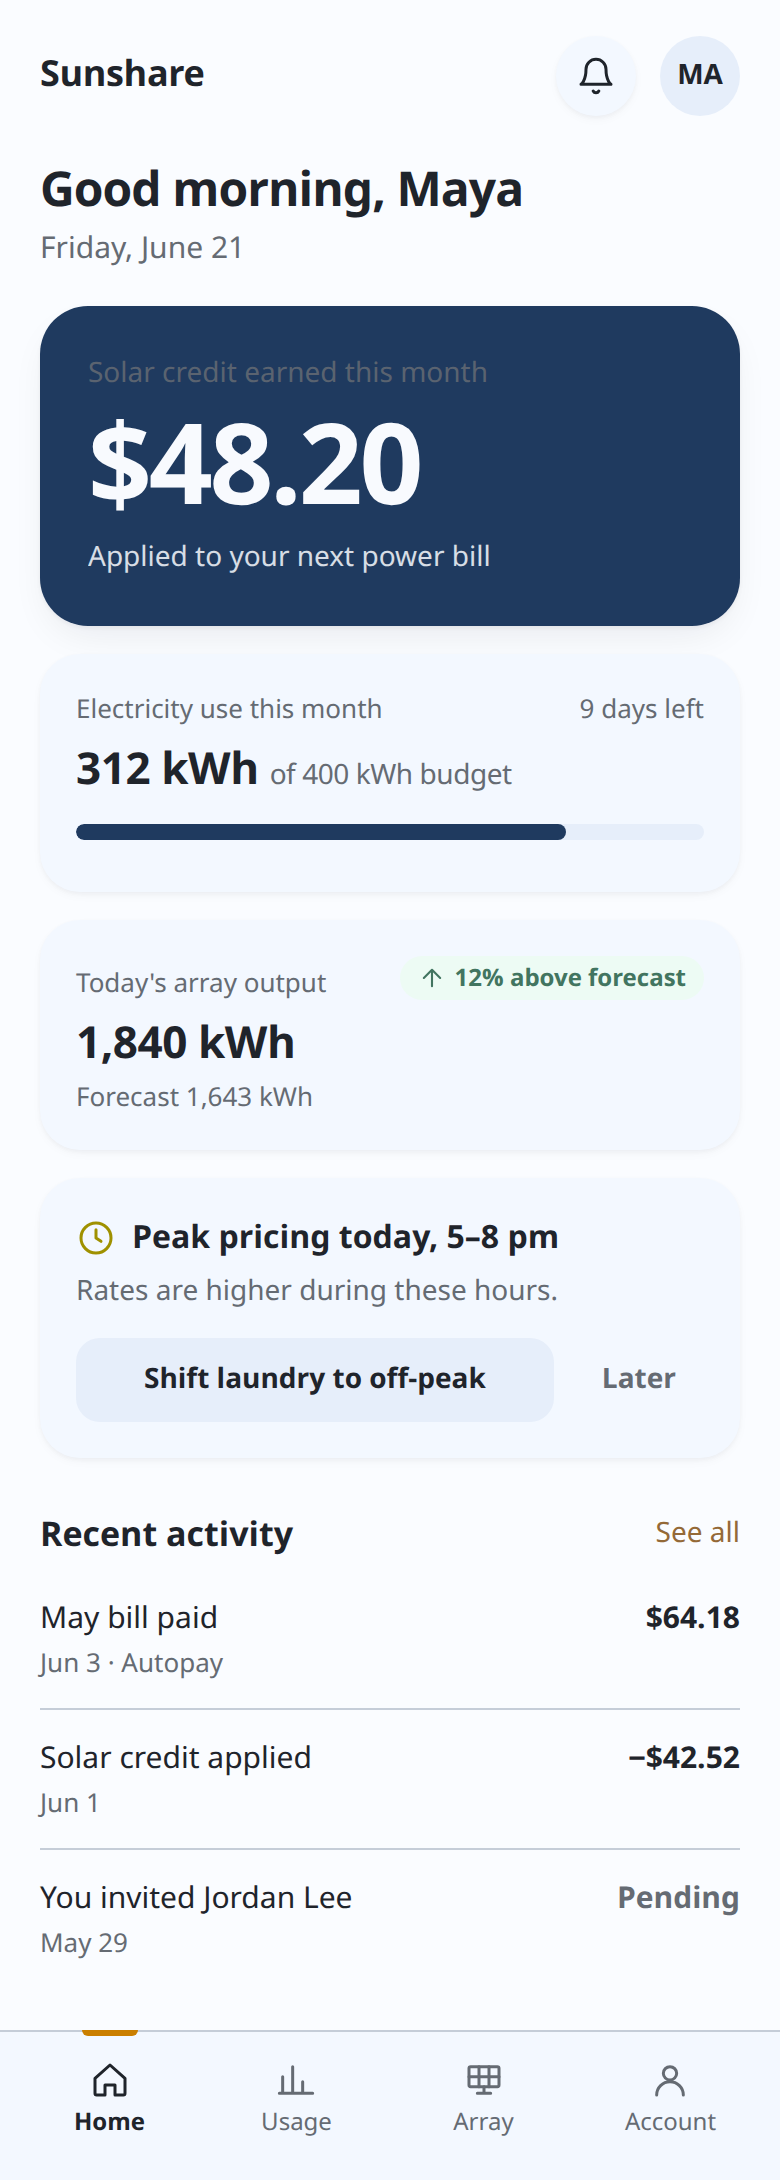 Sunshare
MA
Good morning, Maya
Friday, June 21
Solar credit earned this month
$48.20
Applied to your next power bill
Electricity use this month
9 days left
312 kWh of 400 kWh budget
Today's array output
12% above forecast
1,840 kWh
Forecast 1,643 kWh
Peak pricing today, 5–8 pm
Rates are higher during these hours.
Shift laundry to off-peak
Later
Recent activity
See all
May bill paid
$64.18
Jun 3 · Autopay
Solar credit applied
−$42.52
Jun 1
You invited Jordan Lee
Pending
May 29
Home
Usage
Array
Account